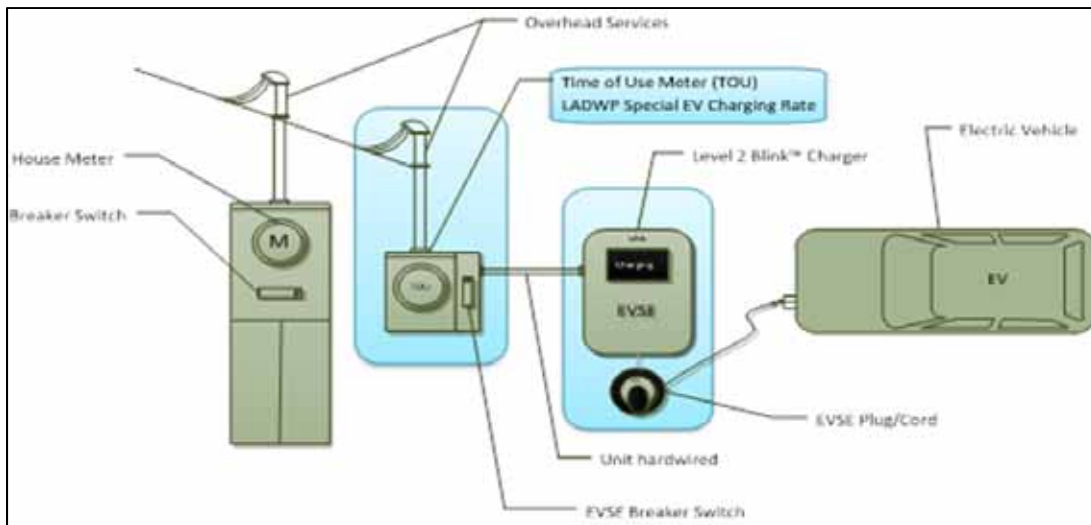 Overhead Services
Time of Use Meter (TOU)
LADWP Special EV Charging Rate
Electric Vehicle
House Meter
Level 2 Blink™ Charger
Breaker Switch
M
TOU
Charging
EVSE
EV
EVSE Plug/Cord
Unit hardwired
EVSE Breaker Switch